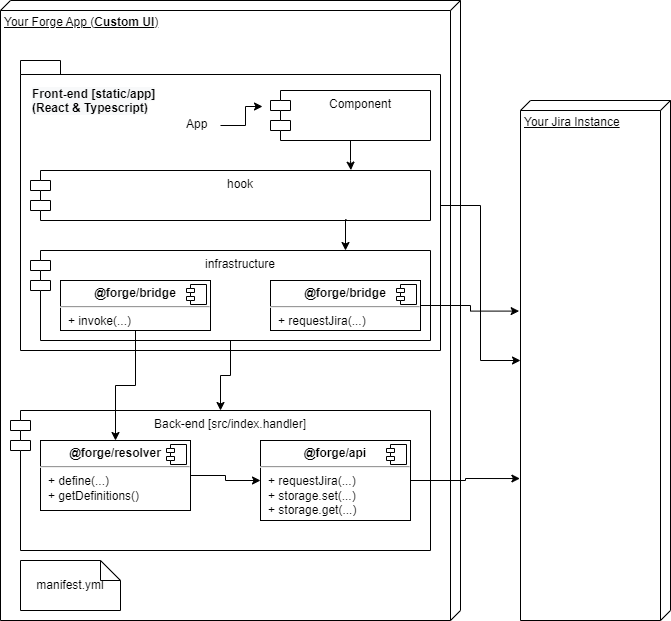 Your Forge App (Custom UI)
Front-end [static/app]
(React & Typescript)
App
Component
hook
infrastructure
@forge/bridge
+ invoke(...)
@forge/bridge
+ requestJira(...)
Back-end [src/index.handler]
@forge/resolver
+ define(...)
+ getDefinitions()
@forge/api
+ requestJira(...)
+ storage.set(...)
+ storage.get(...)
manifest.yml
Your Jira Instance